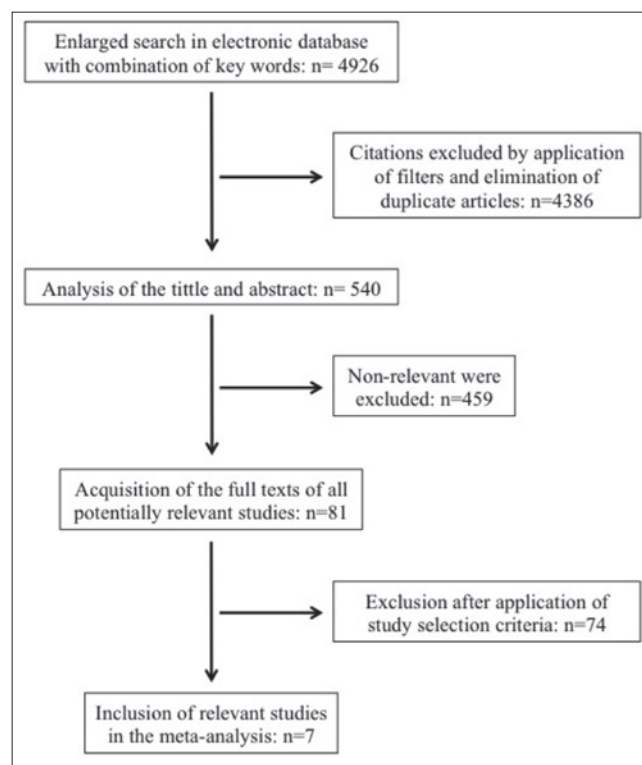 Enlarged search in electronic database
with combination of key words: n= 4926
Citations excluded by application
of filters and elimination of
duplicate articles: n=4386
Analysis of the tittle and abstract: n= 540
Non-relevant were
excluded: n=459
Acquisition of the full texts of all
potentially relevant studies: n=81
Exclusion after application of
study selection criteria: n=74
Inclusion of relevant studies
in the meta-analysis: n=7